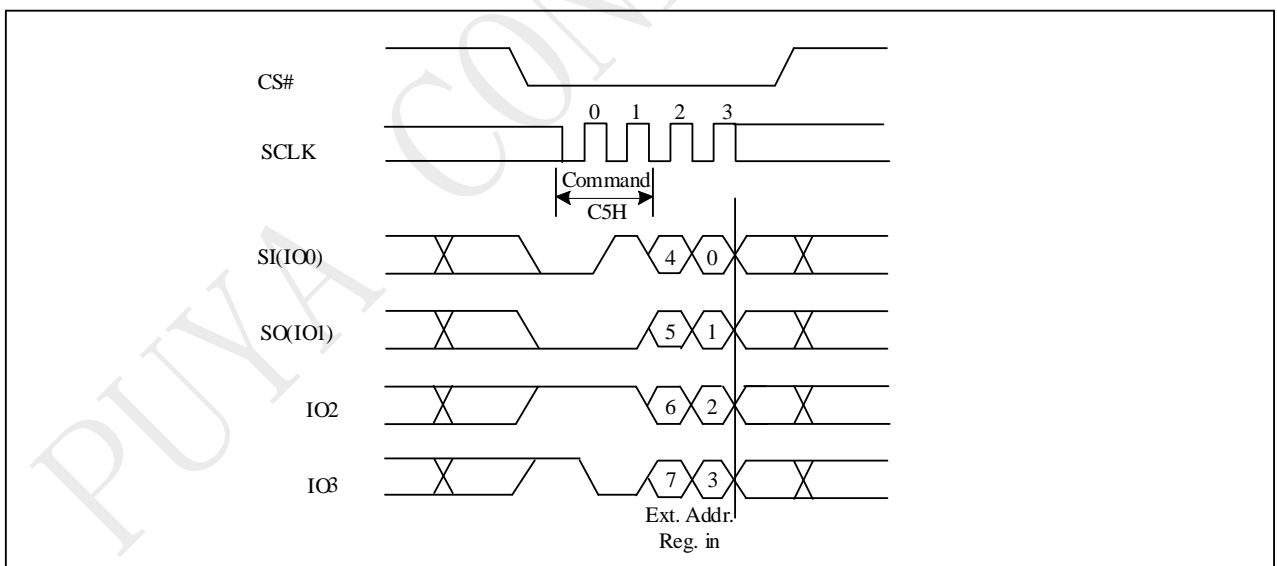 PUYA CON
CS#
0 1 2 3
SCLK
Command
C5H
SI(IO0) 4 0
SO(IO1) 5 1
IO2 6 2
IO3 7 3
Ext. Addr.
Reg. in